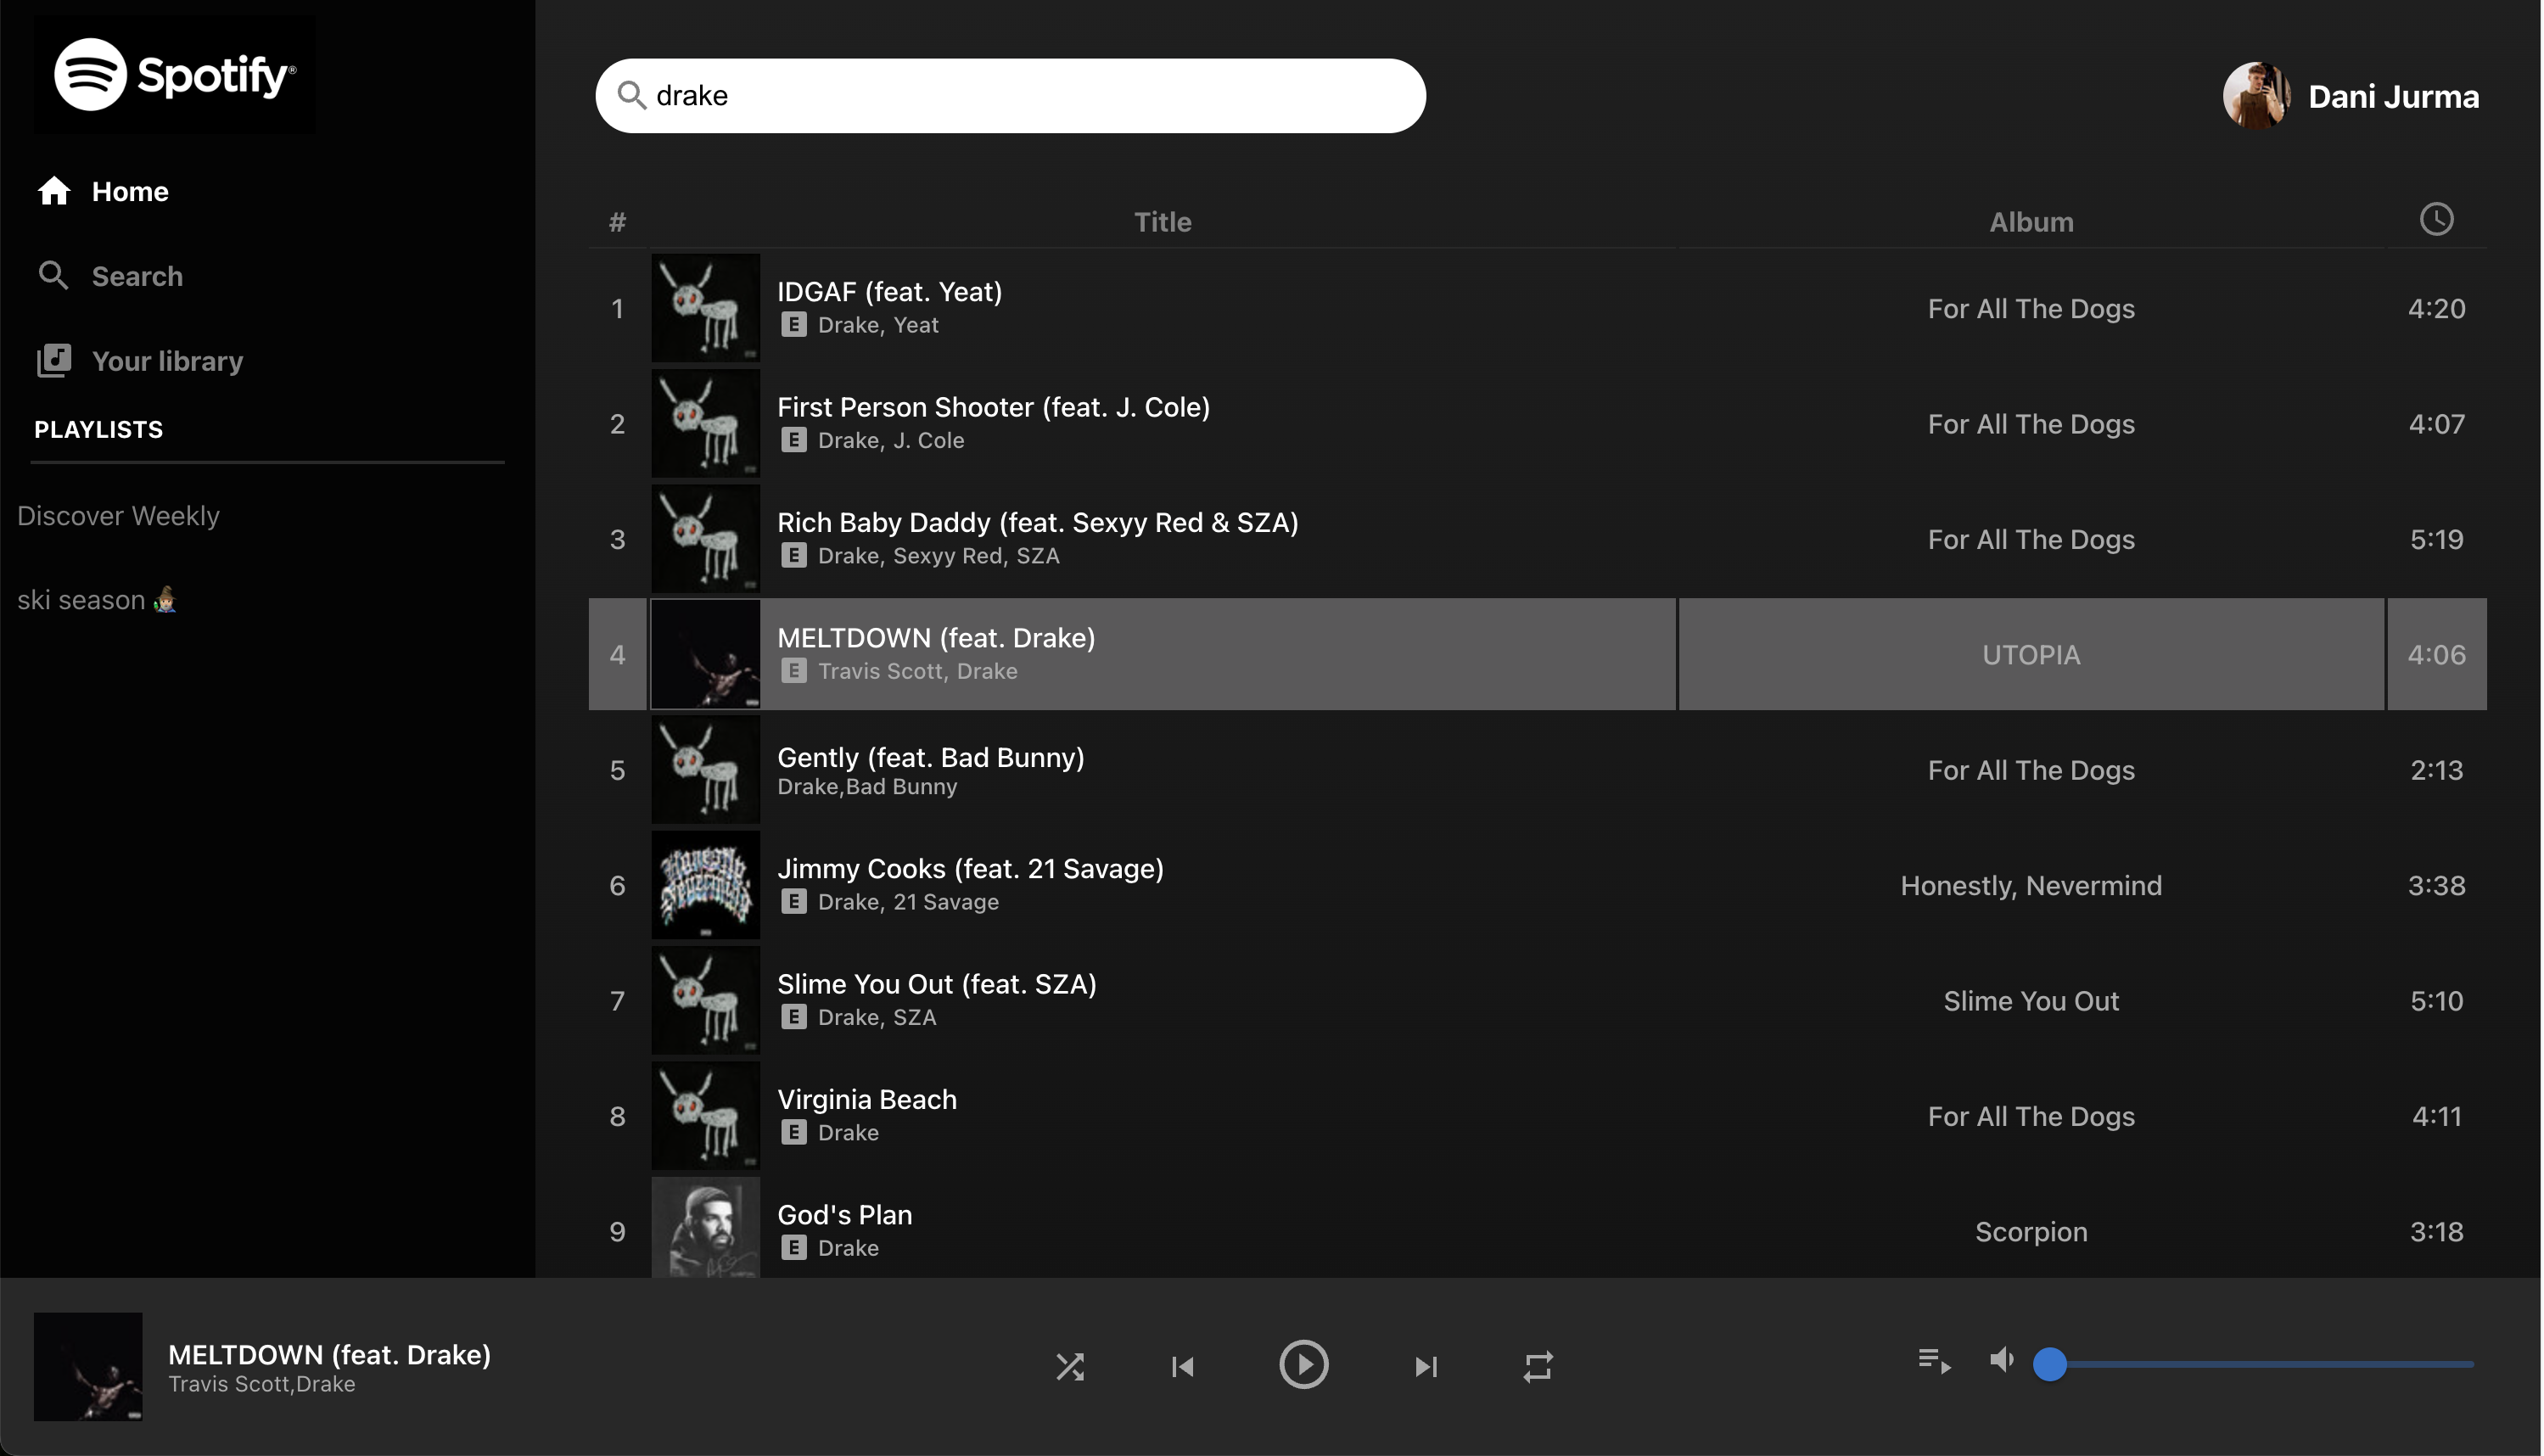 Spotify®
drake
Dani Jurma
Home
Search
Your library
PLAYLISTS
Discover Weekly
ski season
# Title Album
1 IDGAF (feat. Yeat) For All The Dogs 4:20
E Drake, Yeat
2 First Person Shooter (feat. J. Cole) For All The Dogs 4:07
E Drake, J. Cole
3 Rich Baby Daddy (feat. Sexyy Red & SZA) For All The Dogs 5:19
E Drake, Sexyy Red, SZA
4 MELTDOWN (feat. Drake) UTOPIA 4:06
E Travis Scott, Drake
5 Gently (feat. Bad Bunny) For All The Dogs 2:13
Drake,Bad Bunny
6 Jimmy Cooks (feat. 21 Savage) Honestly, Nevermind 3:38
E Drake, 21 Savage
7 Slime You Out (feat. SZA) Slime You Out 5:10
E Drake, SZA
8 Virginia Beach For All The Dogs 4:11
E Drake
9 God's Plan Scorpion 3:18
E Drake
MELTDOWN (feat. Drake)
Travis Scott,Drake